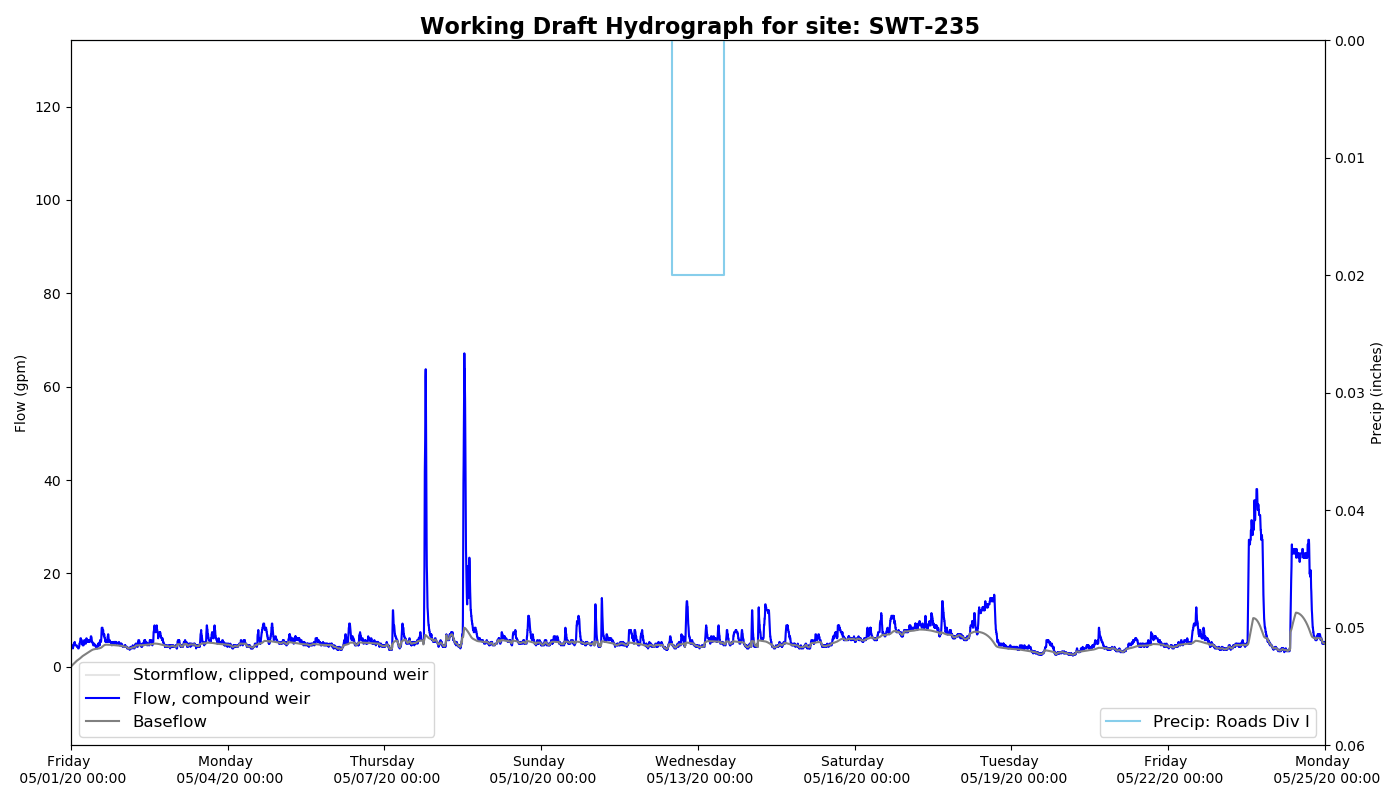 Working Draft Hydrograph for site: SWT-235
120
100
80
60
40
20
0
Flow (gpm)
0.00
0.01
0.02
0.03
0.04
0.05
0.06
Precip (inches)
Stormflow, clipped, compound weir
Flow, compound weir
Baseflow
Precip: Roads Div I
Friday
05/01/20 00:00
Monday
05/04/20 00:00
Thursday
05/07/20 00:00
Sunday
05/10/20 00:00
Wednesday
05/13/20 00:00
Saturday
05/16/20 00:00
Tuesday
05/19/20 00:00
Friday
05/22/20 00:00
Monday
05/25/20 00:00